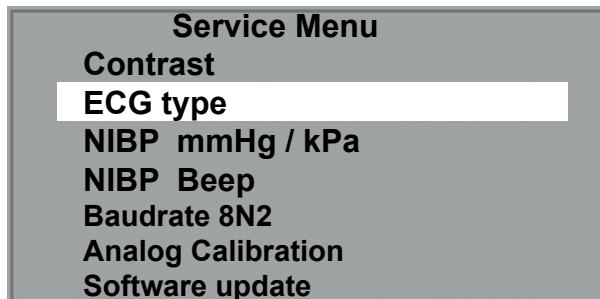 Service Menu
Contrast
ECG type
NIBP mmHg / kPa
NIBP Beep
Baudrate 8N2
Analog Calibration
Software update